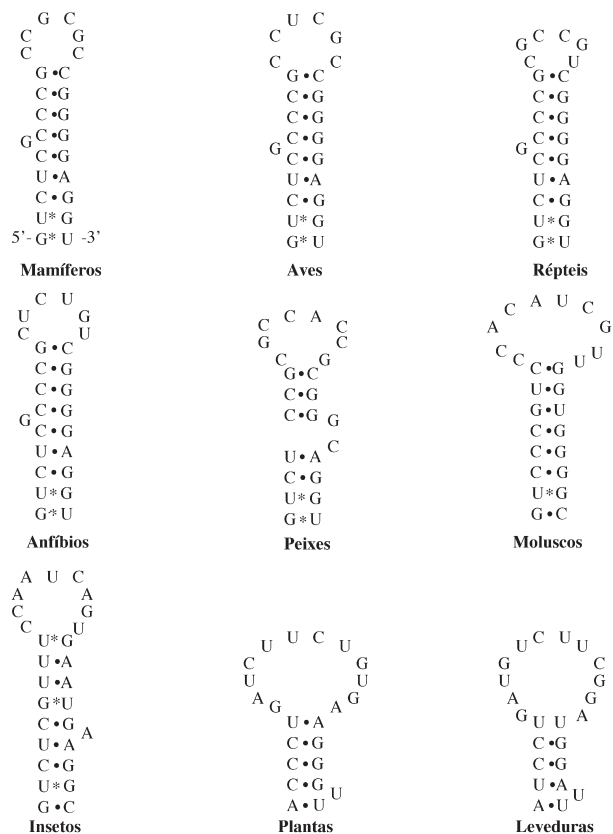 G
C C
C G
C C
G•C
C•G
C•G
C•G
G
C•G
U•A
C•G
U*G
5'-G*U-3'
Mamíferos
C U C
C G
C C
G•C
C•G
C•G
C•G
G
C•G
U•A
C•G
U*G
G*U
Aves
C C
G G
C U
G•C
C•G
C•G
C•G
G
C•G
U•A
C•G
U*G
G*U
Répteis
C U
U G
C U
G•C
C•G
C•G
C•G
G
C•G
U•A
C•G
U*G
G*U
Anfíbios
C A
G C
G C
C G
G•C
C•G
C•G
G
C
U•A
C•G
U*G
G*U
Peixes
A U
C C
A G
C U
C U
C•G
U•G
G•U
C•G
C•G
C•G
U*G
G•C
Moluscos
A U C
A A
C G
C U
U*G
U•A
U•A
G*U
C•G
A
U•A
C•G
U*G
G•C
Insetos
U C
U U
C G
U U
A G
G A
U•A
C•G
C•G
C•G
U
A•U
Plantas
C U
U U
G C
U G
A G
G A
U U
C•G
C•G
U•A
U
A•U
Leveduras